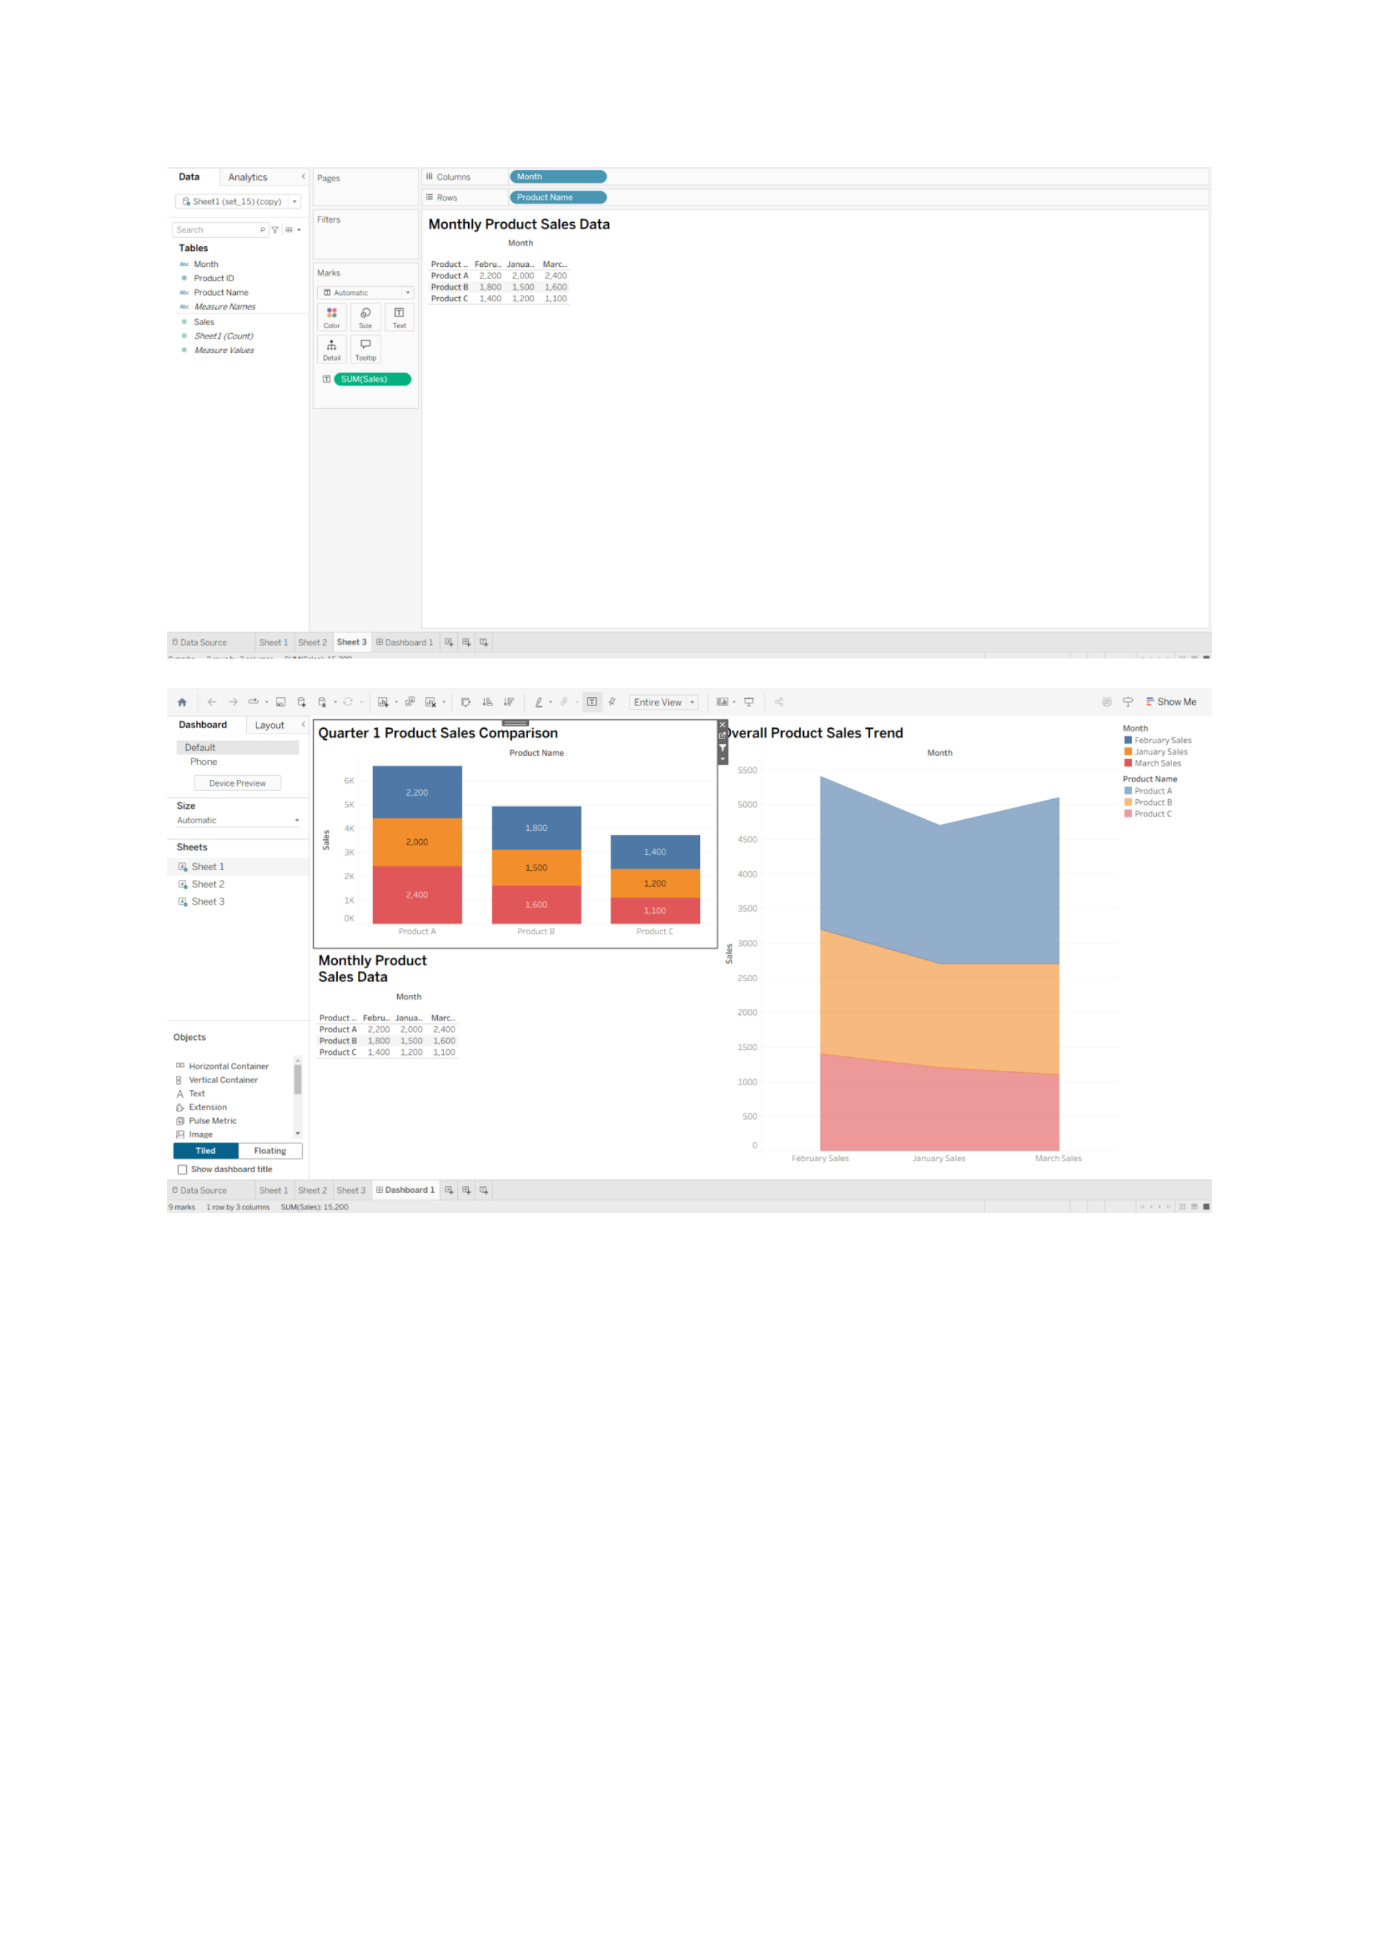 Data Analytics
Sheet1 (set_15) (copy)
Search
Tables
Abc Month
Product ID
Abc Product Name
Abc Measure Names
Sales
Sheet1 (Count)
Measure Values
Pages
Filters
Marks
Automatic
Color Size Text
Detail Tooltip
SUM(Sales)
Columns Month
Rows Product Name
Monthly Product Sales Data
Month
Product .. Febru.. Janua.. Marc..
Product A 2,200 2,000 2,400
Product B 1,800 1,500 1,600
Product C 1,400 1,200 1,100
Data Source Sheet 1 Sheet 2 Sheet 3 Dashboard 1
Entire View Show Me
Dashboard Layout
Default
Phone
Device Preview
Size
Automatic
Sheets
Sheet 1
Sheet 2
Sheet 3
Objects
Horizontal Container
Vertical Container
A Text
Extension
Pulse Metric
Image
Tiled Floating
Show dashboard title
Quarter 1 Product Sales Comparison
Product Name
Sales
6K
5K
4K
3K
2K
1K
0K
2,200
2,000
2,400
1,800
1,500
1,600
1,400
1,200
1,100
Product A Product B Product C
Monthly Product
Sales Data
Month
Product .. Febru.. Janua.. Marc..
Product A 2,200 2,000 2,400
Product B 1,800 1,500 1,600
Product C 1,400 1,200 1,100
Overall Product Sales Trend
Month
Sales
5500
5000
4500
4000
3500
3000
2500
2000
1500
1000
500
0
February Sales January Sales March Sales
Month
February Sales
January Sales
March Sales
Product Name
Product A
Product B
Product C
Data Source Sheet 1 Sheet 2 Sheet 3 Dashboard 1
9 marks 1 row by 3 columns SUM(Sales): 15,200